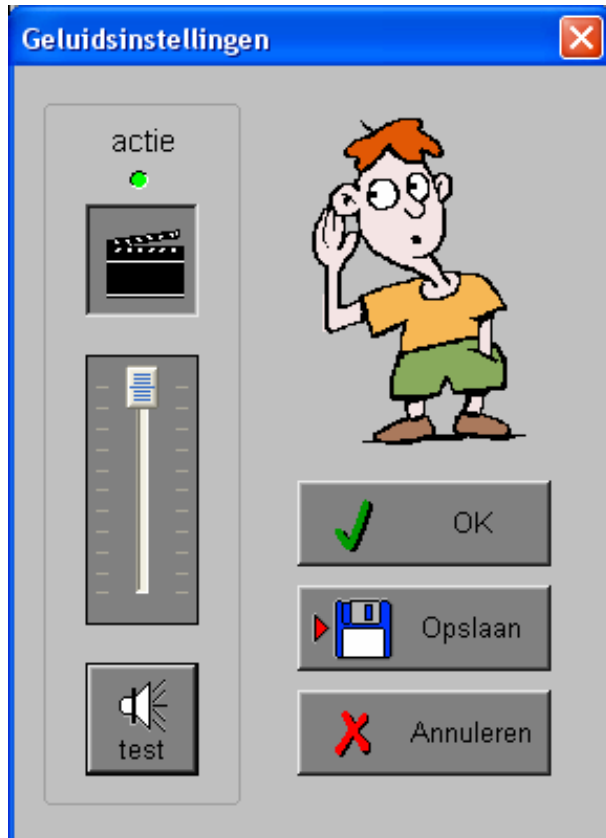 Geluidsinstellingen
actie
test
OK
Opslaan
Annuleren